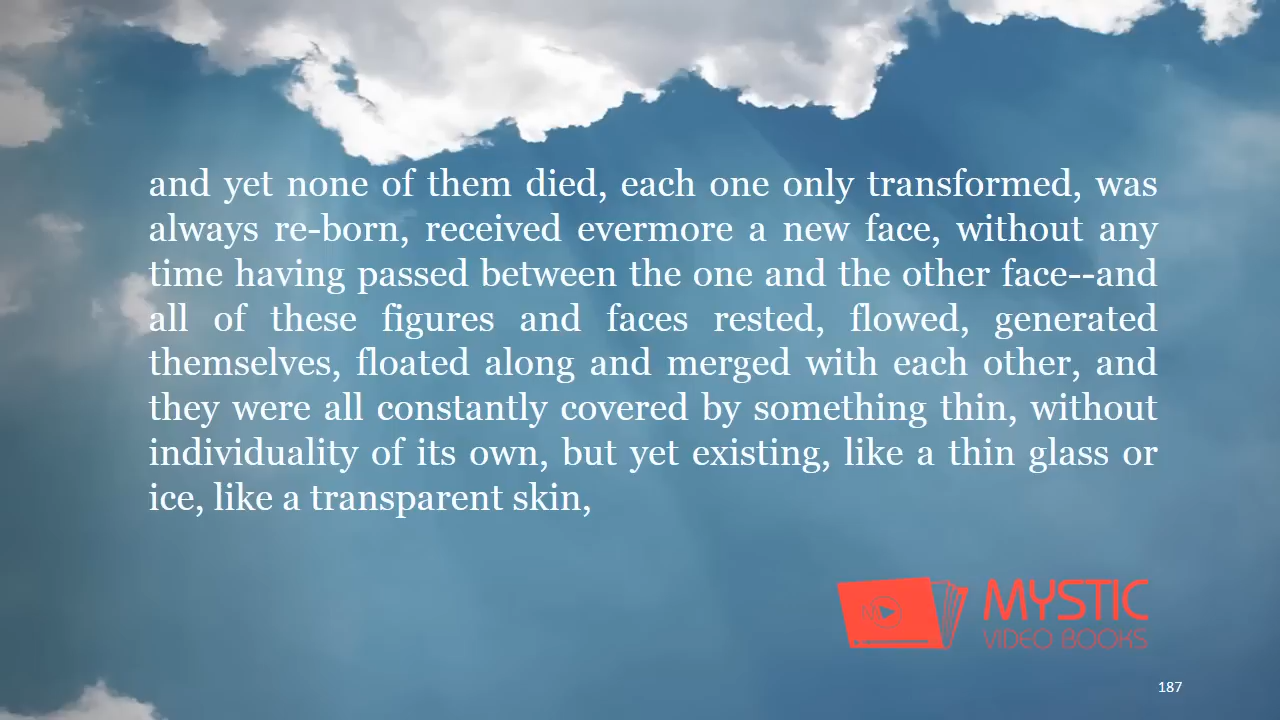 and yet none of them died, each one only transformed, was
always re-born, received evermore a new face, without any
time having passed between the one and the other face--and
all of these figures and faces rested, flowed, generated
themselves, floated along and merged with each other, and
they were all constantly covered by something thin, without
individuality of its own, but yet existing, like a thin glass or
ice, like a transparent skin,
MYSTIC
VIDEO BOOKS
187